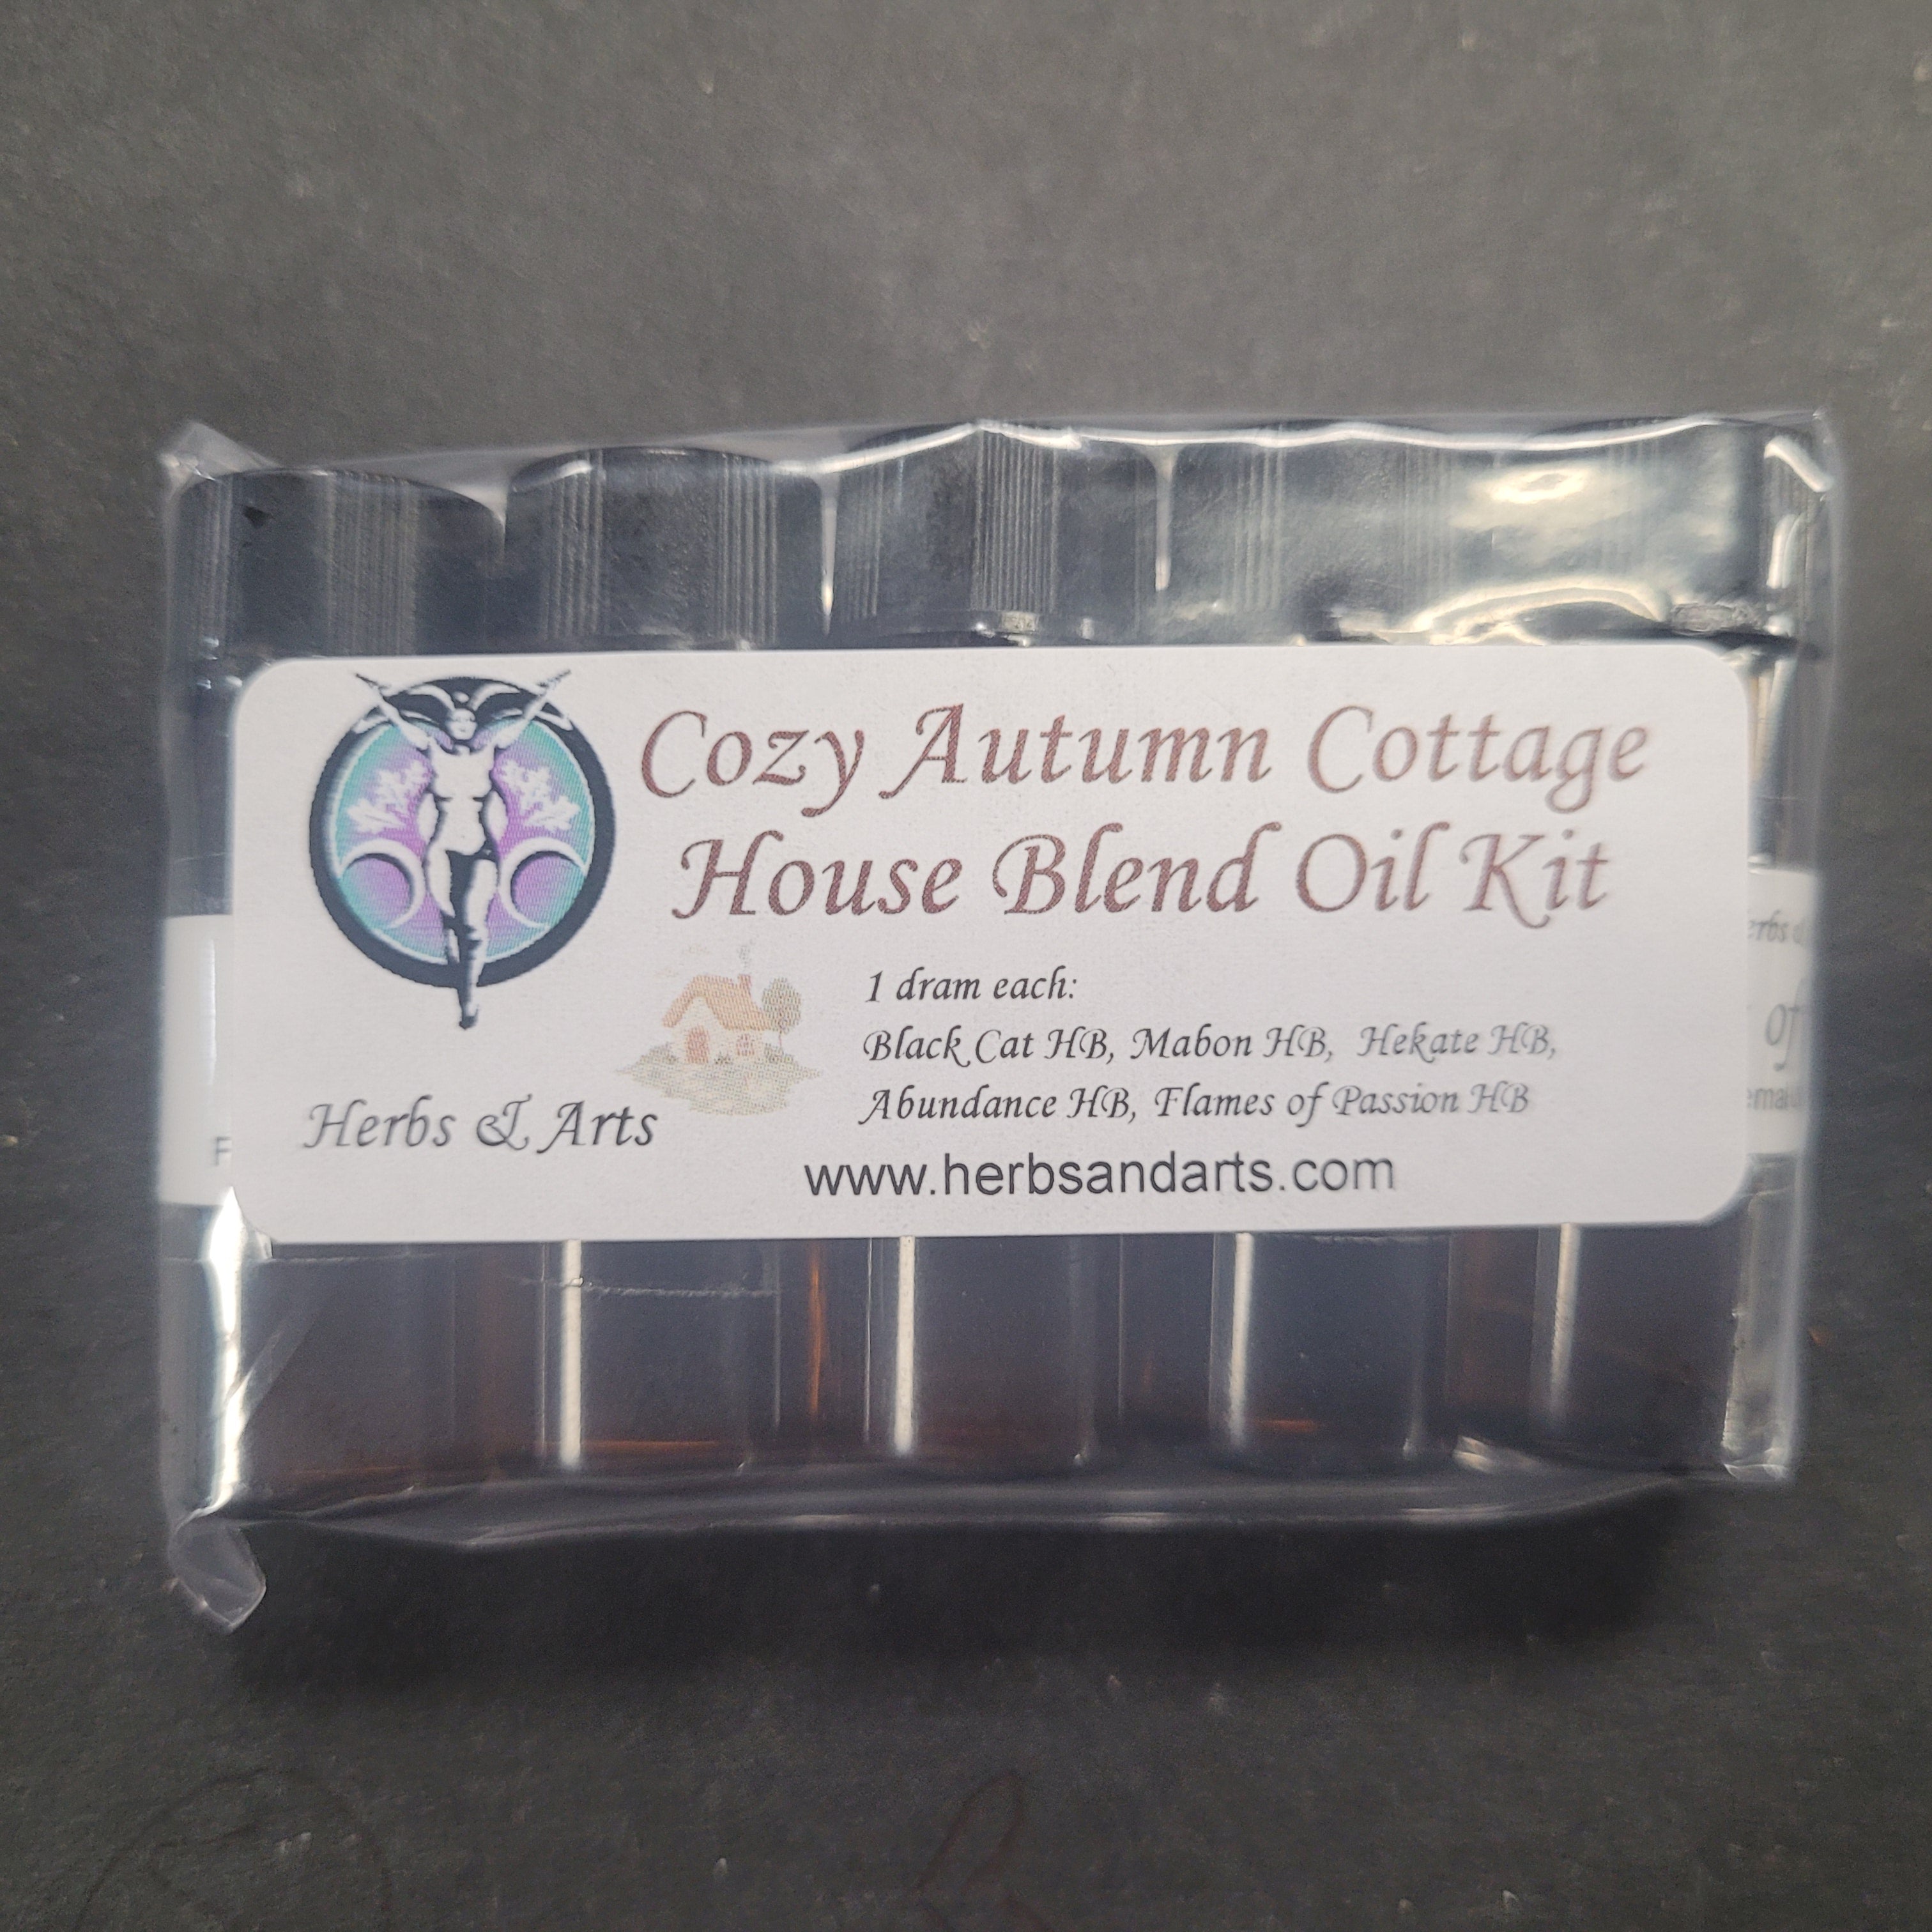 Cozy Autumn Cottage
House Blend Oil Kit
1 dram each:
Black Cat HB, Mabon HB, Hekate HB,
Abundance HB, Flames of Passion HB
Herbs & Arts
www.herbsandarts.com
of